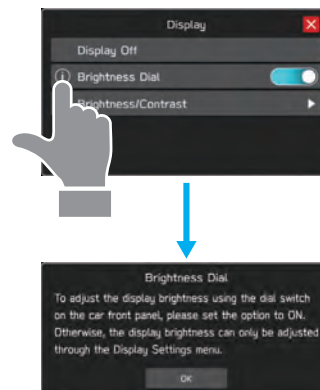 Display
Display Off
Brightness Dial
Brightness/Contrast
Brightness Dial
To adjust the display brightness using the dial switch
on the car front panel, please set the option to ON.
Otherwise, the display brightness can only be adjusted
through the Display Settings menu.
OK